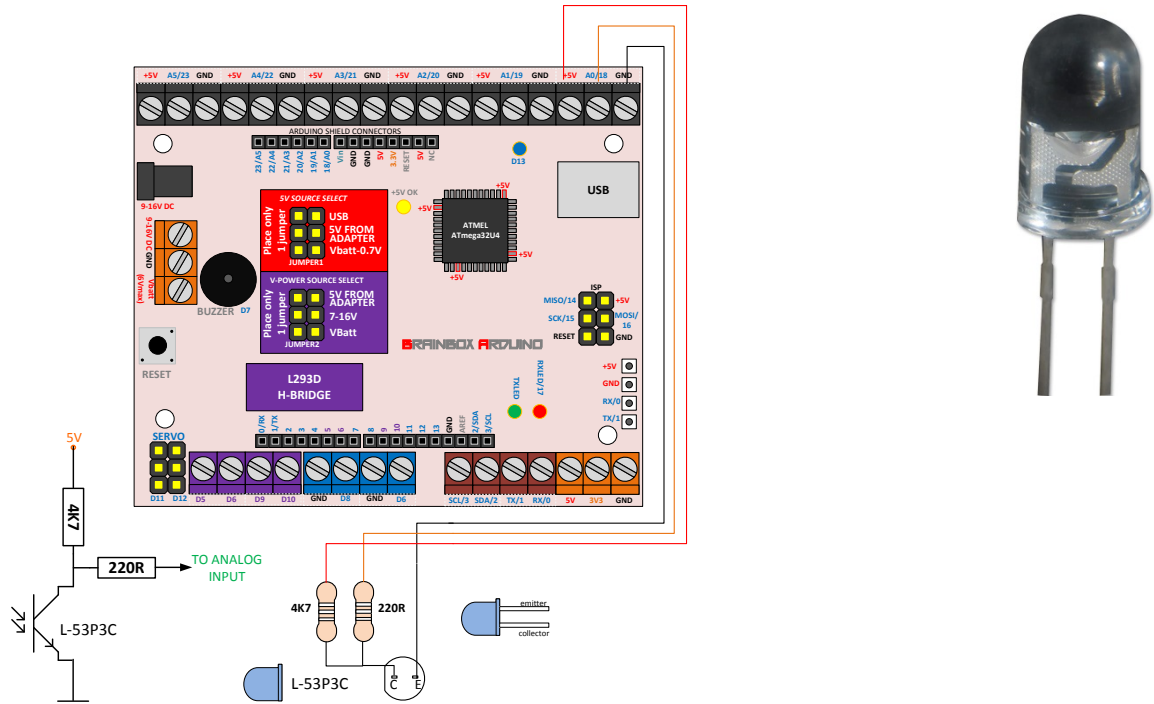 +5V A5/23 GND +5V A4/22 GND +5V A3/21 GND +5V A2/20 GND +5V A1/19 GND +5V A0/18 GND
ARDUINO SHIELD CONNECTORS
23/A5
22/A4
21/A3
20/A2
19/A1
18/A0
Vin
GND
GND
5V
3.3V
RESET
5V
NC
D13
USB
9-16V DC
+5V OK
5V SOURCE SELECT
Place only
1 jumper
USB
5V FROM
ADAPTER
Vbatt-0.7V
JUMPER1
+5V
+5V
ATMEL
ATmega32U4
+5V
+5V
9-16V DC
GND
Vbatt
(6Vmax)
BUZZER D7
V-POWER SOURCE SELECT
Place only
1 jumper
5V FROM
ADAPTER
7-16V
VBatt
JUMPER2
ISP
MISO/14 +5V
SCK/15 MOSI/
16
RESET GND
BRAINBOX ARDUINO
RESET
L293D
H-BRIDGE
TXLED
RXLED/17
+5V
GND
RX/0
TX/1
SERVO
D11 D12
0/RX
1/TX
2
3
4
5
6
7
8
9
10
11
12
13
GND
AREF
2/SDA
3/SCL
D5 D6 D9 D10 GND D8 GND D6 SCL/3 SDA/2 TX/1 RX/0 5V 3V3 GND
5V
4K7
220R
TO ANALOG
INPUT
L-53P3C
4K7 220R
L-53P3C
C E
emitter
collector